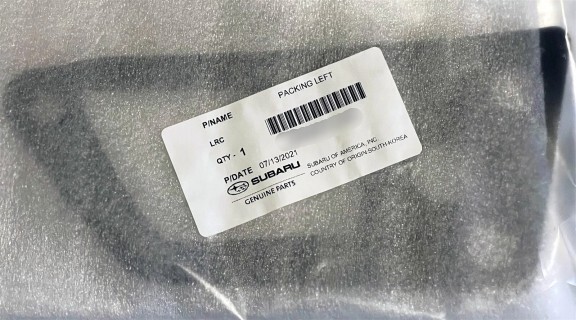 P/NAME PACKING LEFT
LRC
QTY - 1
P/DATE 07/13/2021
SUBARU SUBARU OF AMERICA, INC.
GENUINE PARTS COUNTRY OF ORIGIN-SOUTH-KOREA